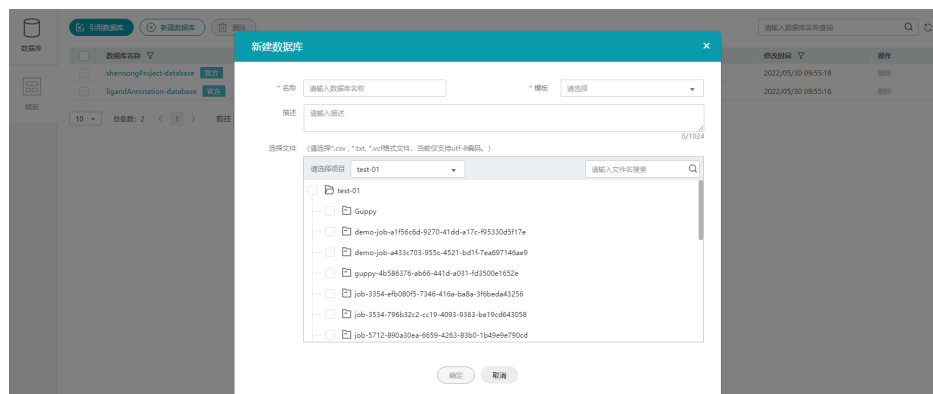 数据库
模板
引用数据库
新建数据库
删除
请输入数据库名称查询
数据库名称
修改时间
操作
shennongProject-database 官方
2022/05/30 09:55:19
删除
ligandAnnotation-database 官方
2022/05/30 09:55:16
删除
10 总条数: 2 < 1 > 前往
新建数据库 ×
* 名称 请输入数据库名称
* 模板 请选择
描述 请输入描述
0/1024
选择文件 (请选择*.csv , *.txt, *.vcf格式文件、当前仅支持utf-8编码。)
请选择项目 test-01
请输入文件名搜索
test-01
Guppy
demo-job-a1f56c6d-9270-41dd-a17c-f95330d5f17e
demo-job-a433c703-955c-4521-bd1f-7ea697146ae9
guppy-4b586376-ab66-441d-a031-fd3500e1652e
job-3354-efb080f5-7346-416a-ba8a-3f6beda43256
job-3534-796b32c2-cc19-4093-9363-be19cd643058
job-5712-890a30ea-6659-4263-83b0-1b49e9e790cd
确定
取消